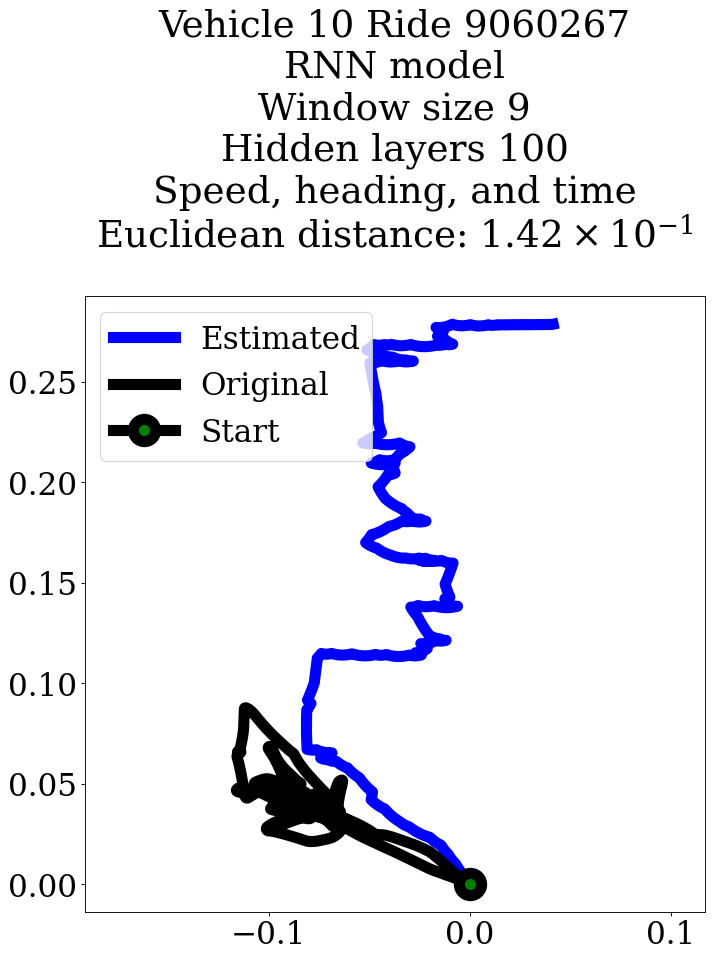 Vehicle 10 Ride 9060267
RNN model
Window size 9
Hidden layers 100
Speed, heading, and time
Euclidean distance: 1.42 × 10⁻¹
Estimated
Original
Start
0.25
0.20
0.15
0.10
0.05
0.00
−0.1
0.0
0.1